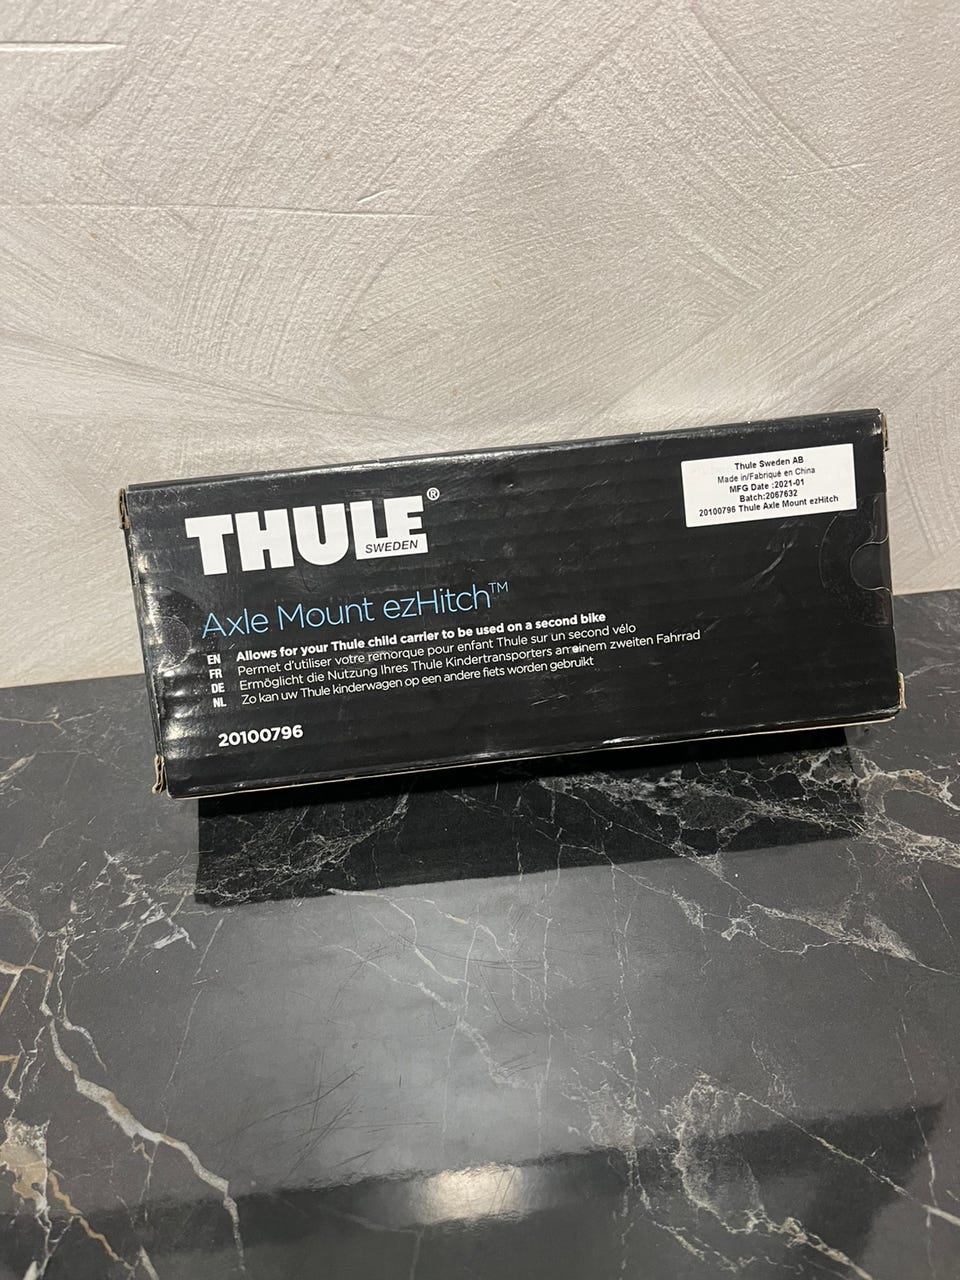 THULE®
SWEDEN
Thule Sweden AB
Made in/Fabriqué en China
MFG Date :2021-01
Batch:2067632
20100796 Thule Axle Mount ezHitch
Axle Mount ezHitch™
EN Allows for your Thule child carrier to be used on a second bike
FR Permet d'utiliser votre remorque pour enfant Thule sur un second vélo
DE Ermöglicht die Nutzung Ihres Thule Kindertransporters an einem zweiten Fahrrad
NL Zo kan uw Thule kinderwagen op een andere fiets worden gebruikt
20100796